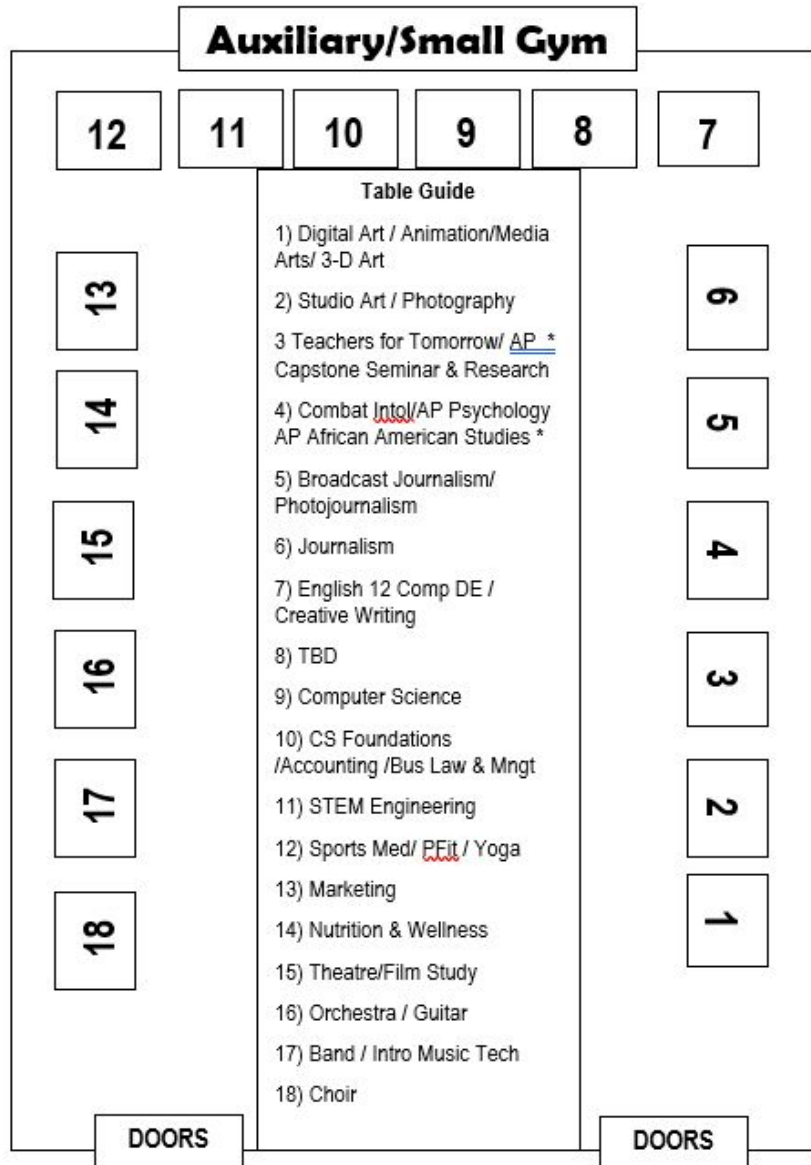 Auxiliary/Small Gym
12
11
10
9
8
7
Table Guide
1) Digital Art / Animation/Media
Arts/ 3-D Art
2) Studio Art / Photography
3 Teachers for Tomorrow/ AP *
Capstone Seminar & Research
4) Combat Intol/AP Psychology
AP African American Studies *
5) Broadcast Journalism/
Photojournalism
6) Journalism
7) English 12 Comp DE /
Creative Writing
8) TBD
9) Computer Science
10) CS Foundations
/Accounting /Bus Law & Mngt
11) STEM Engineering
12) Sports Med/ PFit / Yoga
13) Marketing
14) Nutrition & Wellness
15) Theatre/Film Study
16) Orchestra / Guitar
17) Band / Intro Music Tech
18) Choir
13
14
15
16
17
18
6
5
4
3
2
1
DOORS
DOORS